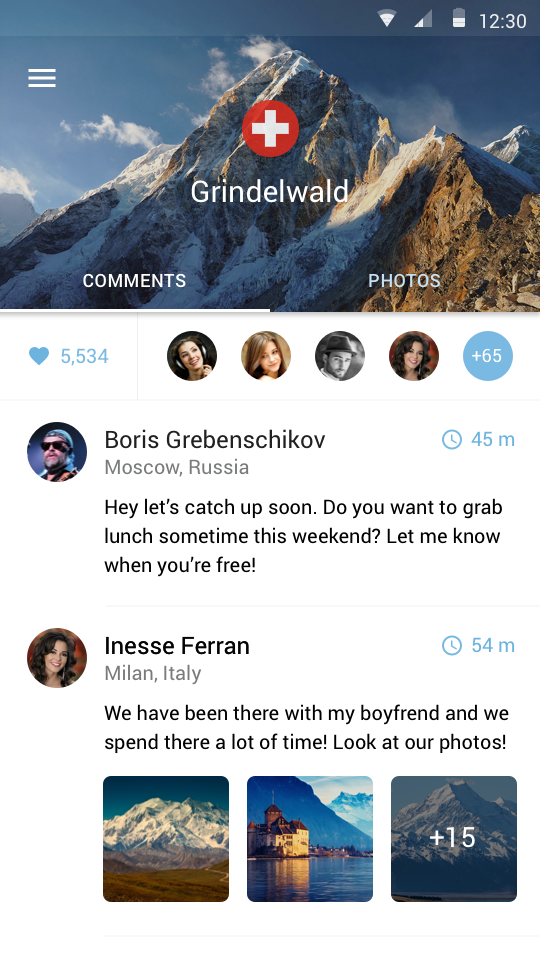 12:30
Grindelwald
COMMENTS
PHOTOS
5,534
+65
Boris Grebenschikov
45 m
Moscow, Russia
Hey let’s catch up soon. Do you want to grab
lunch sometime this weekend? Let me know
when you’re free!
Inesse Ferran
54 m
Milan, Italy
We have been there with my boyfrend and we
spend there a lot of time! Look at our photos!
+15